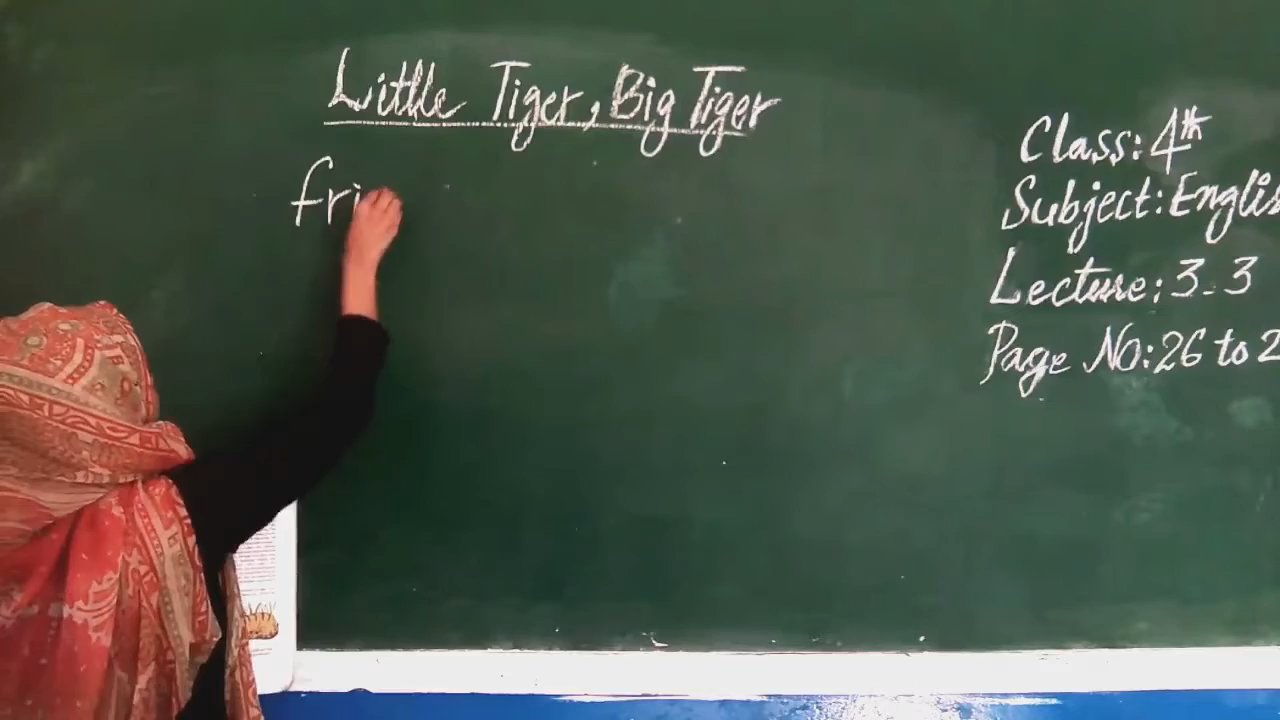 Little Tiger, Big Tiger
fri
Class: 4th
Subject: Englis
Lecture: 3-3
Page No: 26 to 2